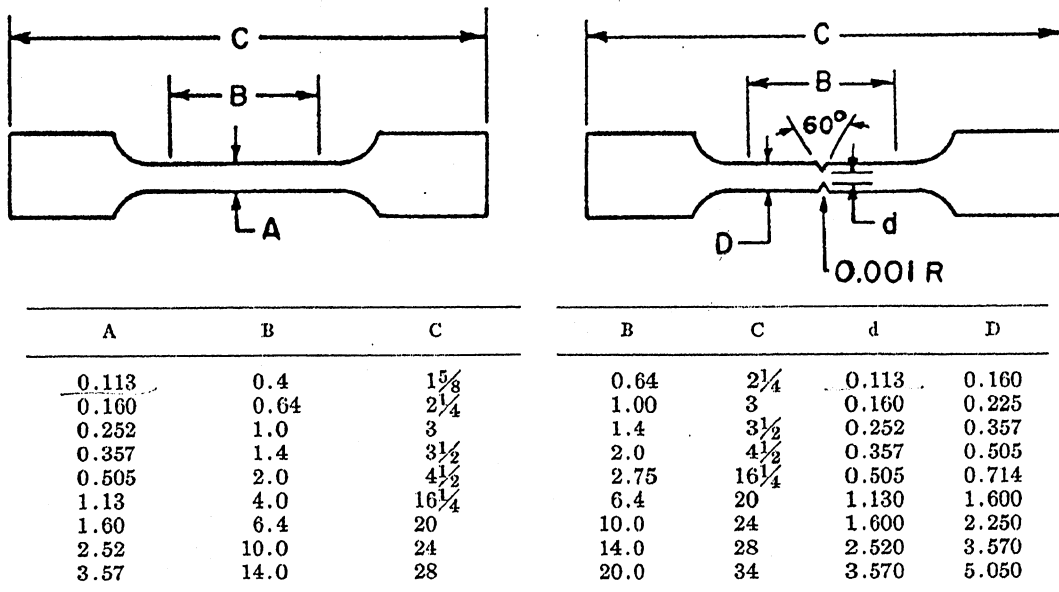 C C
B B
60°
A D d
0.001 R
A B C B C d D
0.113 0.4 1⅝ 0.64 2¼ 0.113 0.160
0.160 0.64 2¼ 1.00 3 0.160 0.225
0.252 1.0 3 1.4 3½ 0.252 0.357
0.357 1.4 3½ 2.0 4½ 0.357 0.505
0.505 2.0 4½ 2.75 16¼ 0.505 0.714
1.13 4.0 16¼ 6.4 20 1.130 1.600
1.60 6.4 20 10.0 24 1.600 2.250
2.52 10.0 24 14.0 28 2.520 3.570
3.57 14.0 28 20.0 34 3.570 5.050